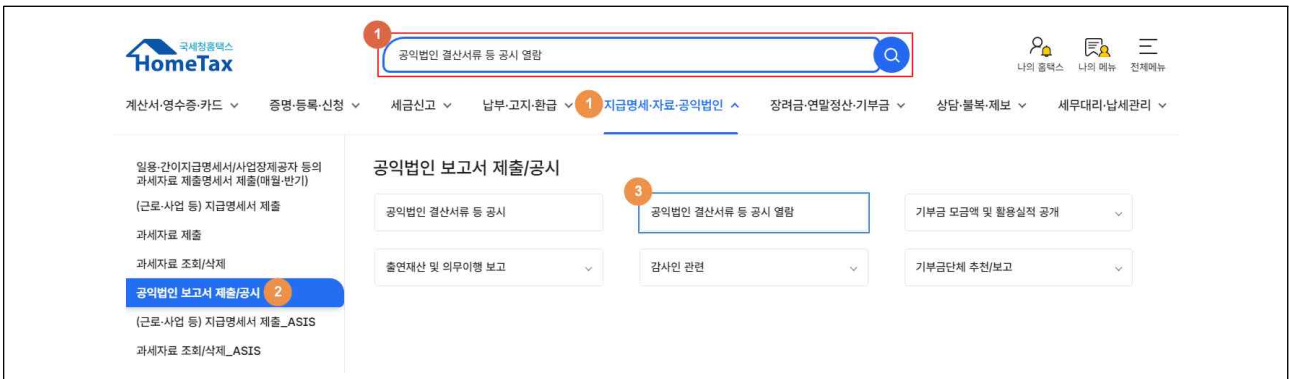 국세청홈택스
HomeTax
1
공익법인 결산서류 등 공시 열람
나의 홈택스 나의 메뉴 전체메뉴
계산서·영수증·카드 증명·등록·신청 세금신고 납부·고지·환급 1 지급명세·자료·공익법인 장려금·연말정산·기부금 상담·불복·제보 세무대리·납세관리
일용·간이지급명세서/사업장제공자 등의
과세자료 제출명세서 제출(매월·반기)
(근로·사업 등) 지급명세서 제출
과세자료 제출
과세자료 조회/삭제
공익법인 보고서 제출/공시 2
(근로·사업 등) 지급명세서 제출_ASIS
과세자료 조회/삭제_ASIS
공익법인 보고서 제출/공시
3
공익법인 결산서류 등 공시 공익법인 결산서류 등 공시 열람 기부금 모금액 및 활용실적 공개
출연재산 및 의무이행 보고 감사인 관련 기부금단체 추천/보고